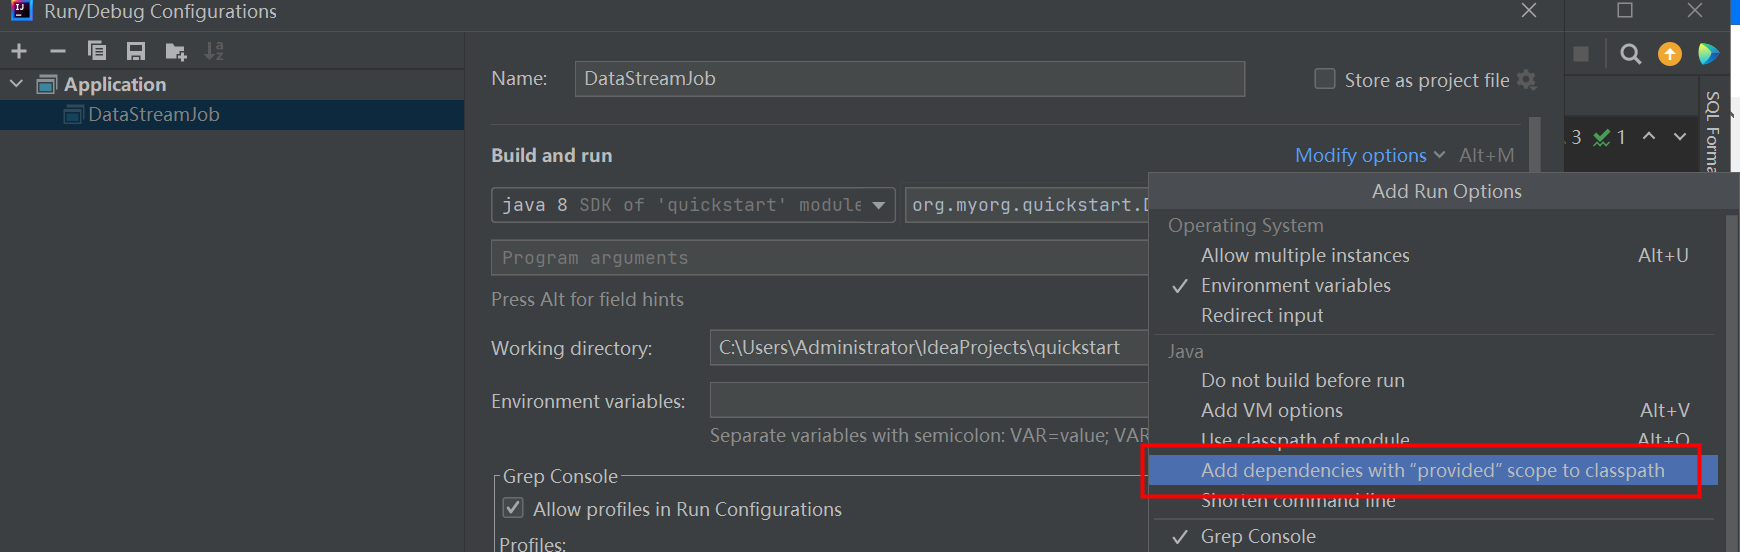 IJ
Run/Debug Configurations
Application
DataStreamJob
Name: DataStreamJob
Store as project file
Build and run
Modify options Alt+M
java 8 SDK of 'quickstart' module
org.myorg.quickstart.D
Program arguments
Press Alt for field hints
Working directory: C:\Users\Administrator\IdeaProjects\quickstart
Environment variables:
Separate variables with semicolon: VAR=value; VAR
Grep Console
Allow profiles in Run Configurations
Profiles:
Add Run Options
Operating System
Allow multiple instances Alt+U
Environment variables
Redirect input
Java
Do not build before run
Add VM options Alt+V
Use classpath of module Alt+O
Add dependencies with “provided” scope to classpath
Shorten command line
Grep Console
3 1
SQL Forma